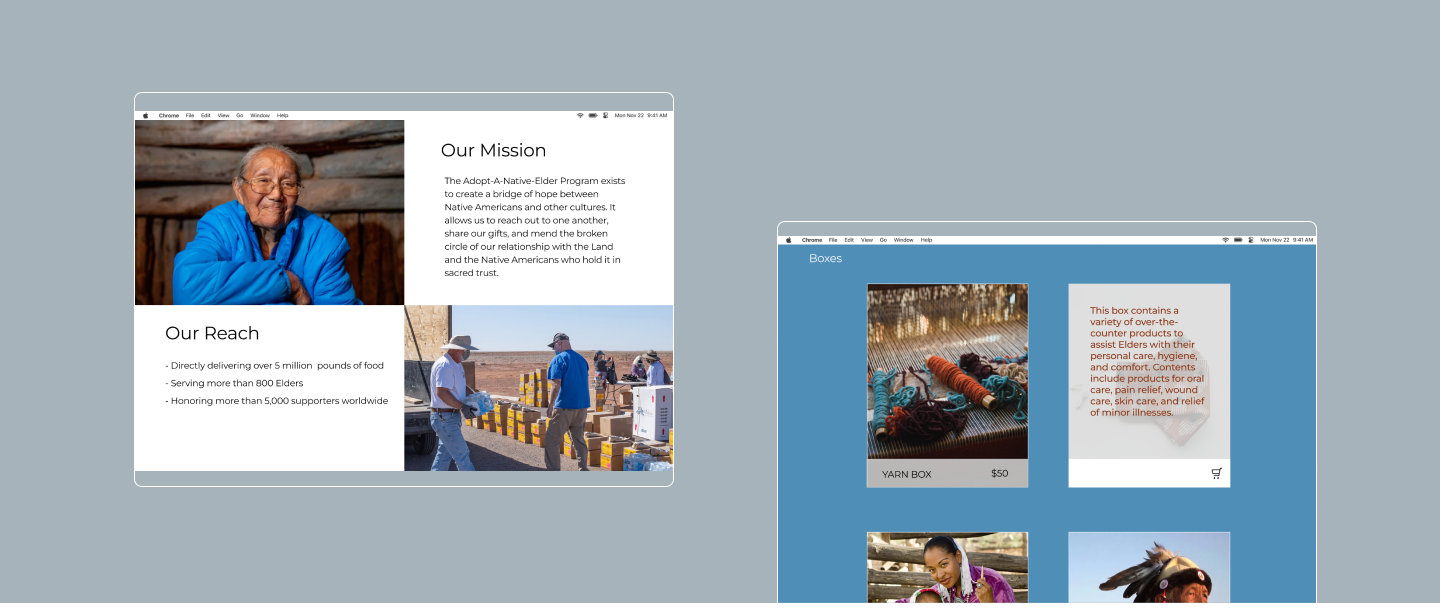 Chrome File Edit View Go Window Help
Mon Nov 22 9:41 AM
Our Mission
The Adopt-A-Native-Elder Program exists
to create a bridge of hope between
Native Americans and other cultures. It
allows us to reach out to one another,
share our gifts, and mend the broken
circle of our relationship with the Land
and the Native Americans who hold it in
sacred trust.
Our Reach
- Directly delivering over 5 million  pounds of food
- Serving more than 800 Elders
- Honoring more than 5,000 supporters worldwide
Chrome File Edit View Go Window Help
Mon Nov 22 9:41 AM
Boxes
YARN BOX
$50
This box contains a
variety of over-the-
counter products to
assist Elders with their
personal care, hygiene,
and comfort. Contents
include products for oral
care, pain relief, wound
care, skin care, and relief
of minor illnesses.